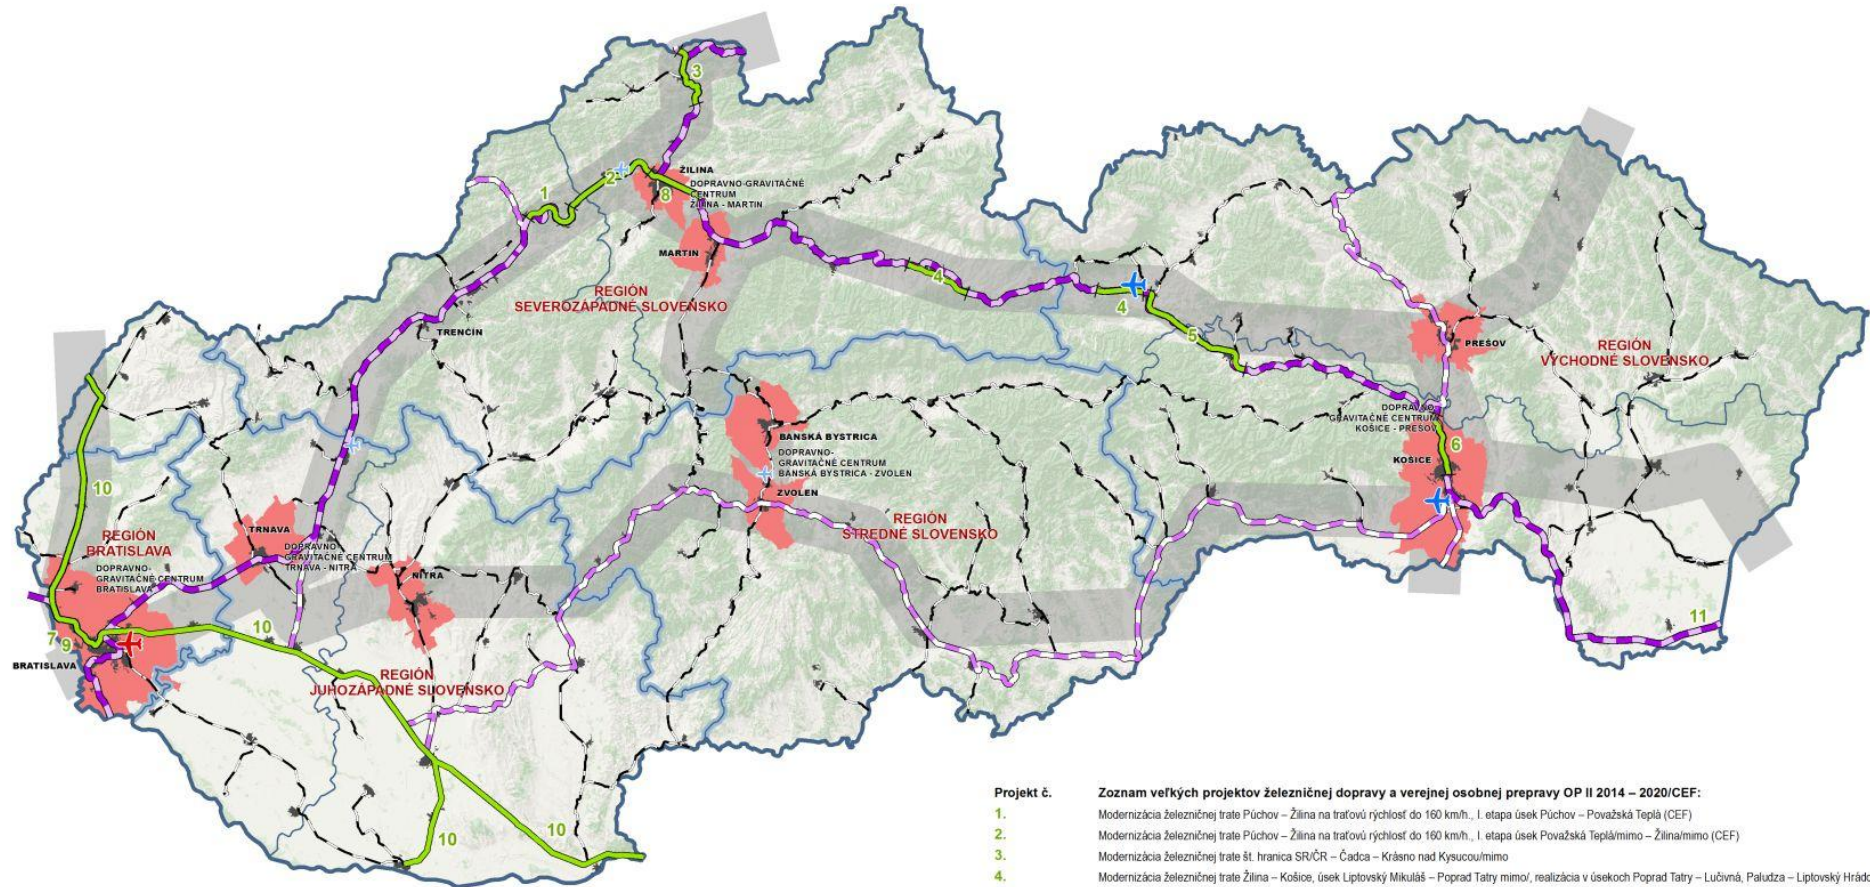 3
1
2
ŽILINA
8
DOPRAVNO-GRAVITAČNÉ
CENTRUM
ŽILINA - MARTIN
MARTIN
4
REGIÓN
SEVEROZÁPADNÉ SLOVENSKO
4
TRENČÍN
5
PREŠOV
REGIÓN
VÝCHODNÉ SLOVENSKO
DOPRAVNO
GRAVITAČNÉ CENTRUM
KOŠICE - PREŠOV
BANSKÁ BYSTRICA
6
DOPRAVNO-
GRAVITAČNÉ CENTRUM
BANSKÁ BYSTRICA - ZVOLEN
KOŠICE
10
ZVOLEN
TRNAVA
REGIÓN
STREDNÉ SLOVENSKO
REGIÓN
BRATISLAVA
DOPRAVNO
GRAVITAČNÉ CENTRUM
TRNAVA - NITRA
DOPRAVNO-
GRAVITAČNÉ CENTRUM
BRATISLAVA
NITRA
11
10
7
9
BRATISLAVA
REGIÓN
JUHOZÁPADNÉ SLOVENSKO
10
10
Projekt č. Zoznam veľkých projektov železničnej dopravy a verejnej osobnej prepravy OP II 2014 – 2020/CEF:
1. Modernizácia železničnej trate Púchov – Žilina na traťovú rýchlosť do 160 km/h., I. etapa úsek Púchov – Považská Teplá (CEF)
2. Modernizácia železničnej trate Púchov – Žilina na traťovú rýchlosť do 160 km/h., I. etapa úsek Považská Teplá/mimo – Žilina/mimo (CEF)
3. Modernizácia železničnej trate št. hranica SR/ČR – Čadca – Krásno nad Kysucou/mimo
4. Modernizácia železničnej trate Žilina – Košice, úsek Liptovský Mikuláš – Poprad Tatry mimo/, realizácia v úsekoch Poprad Tatry – Lučivná, Paludza – Liptovský